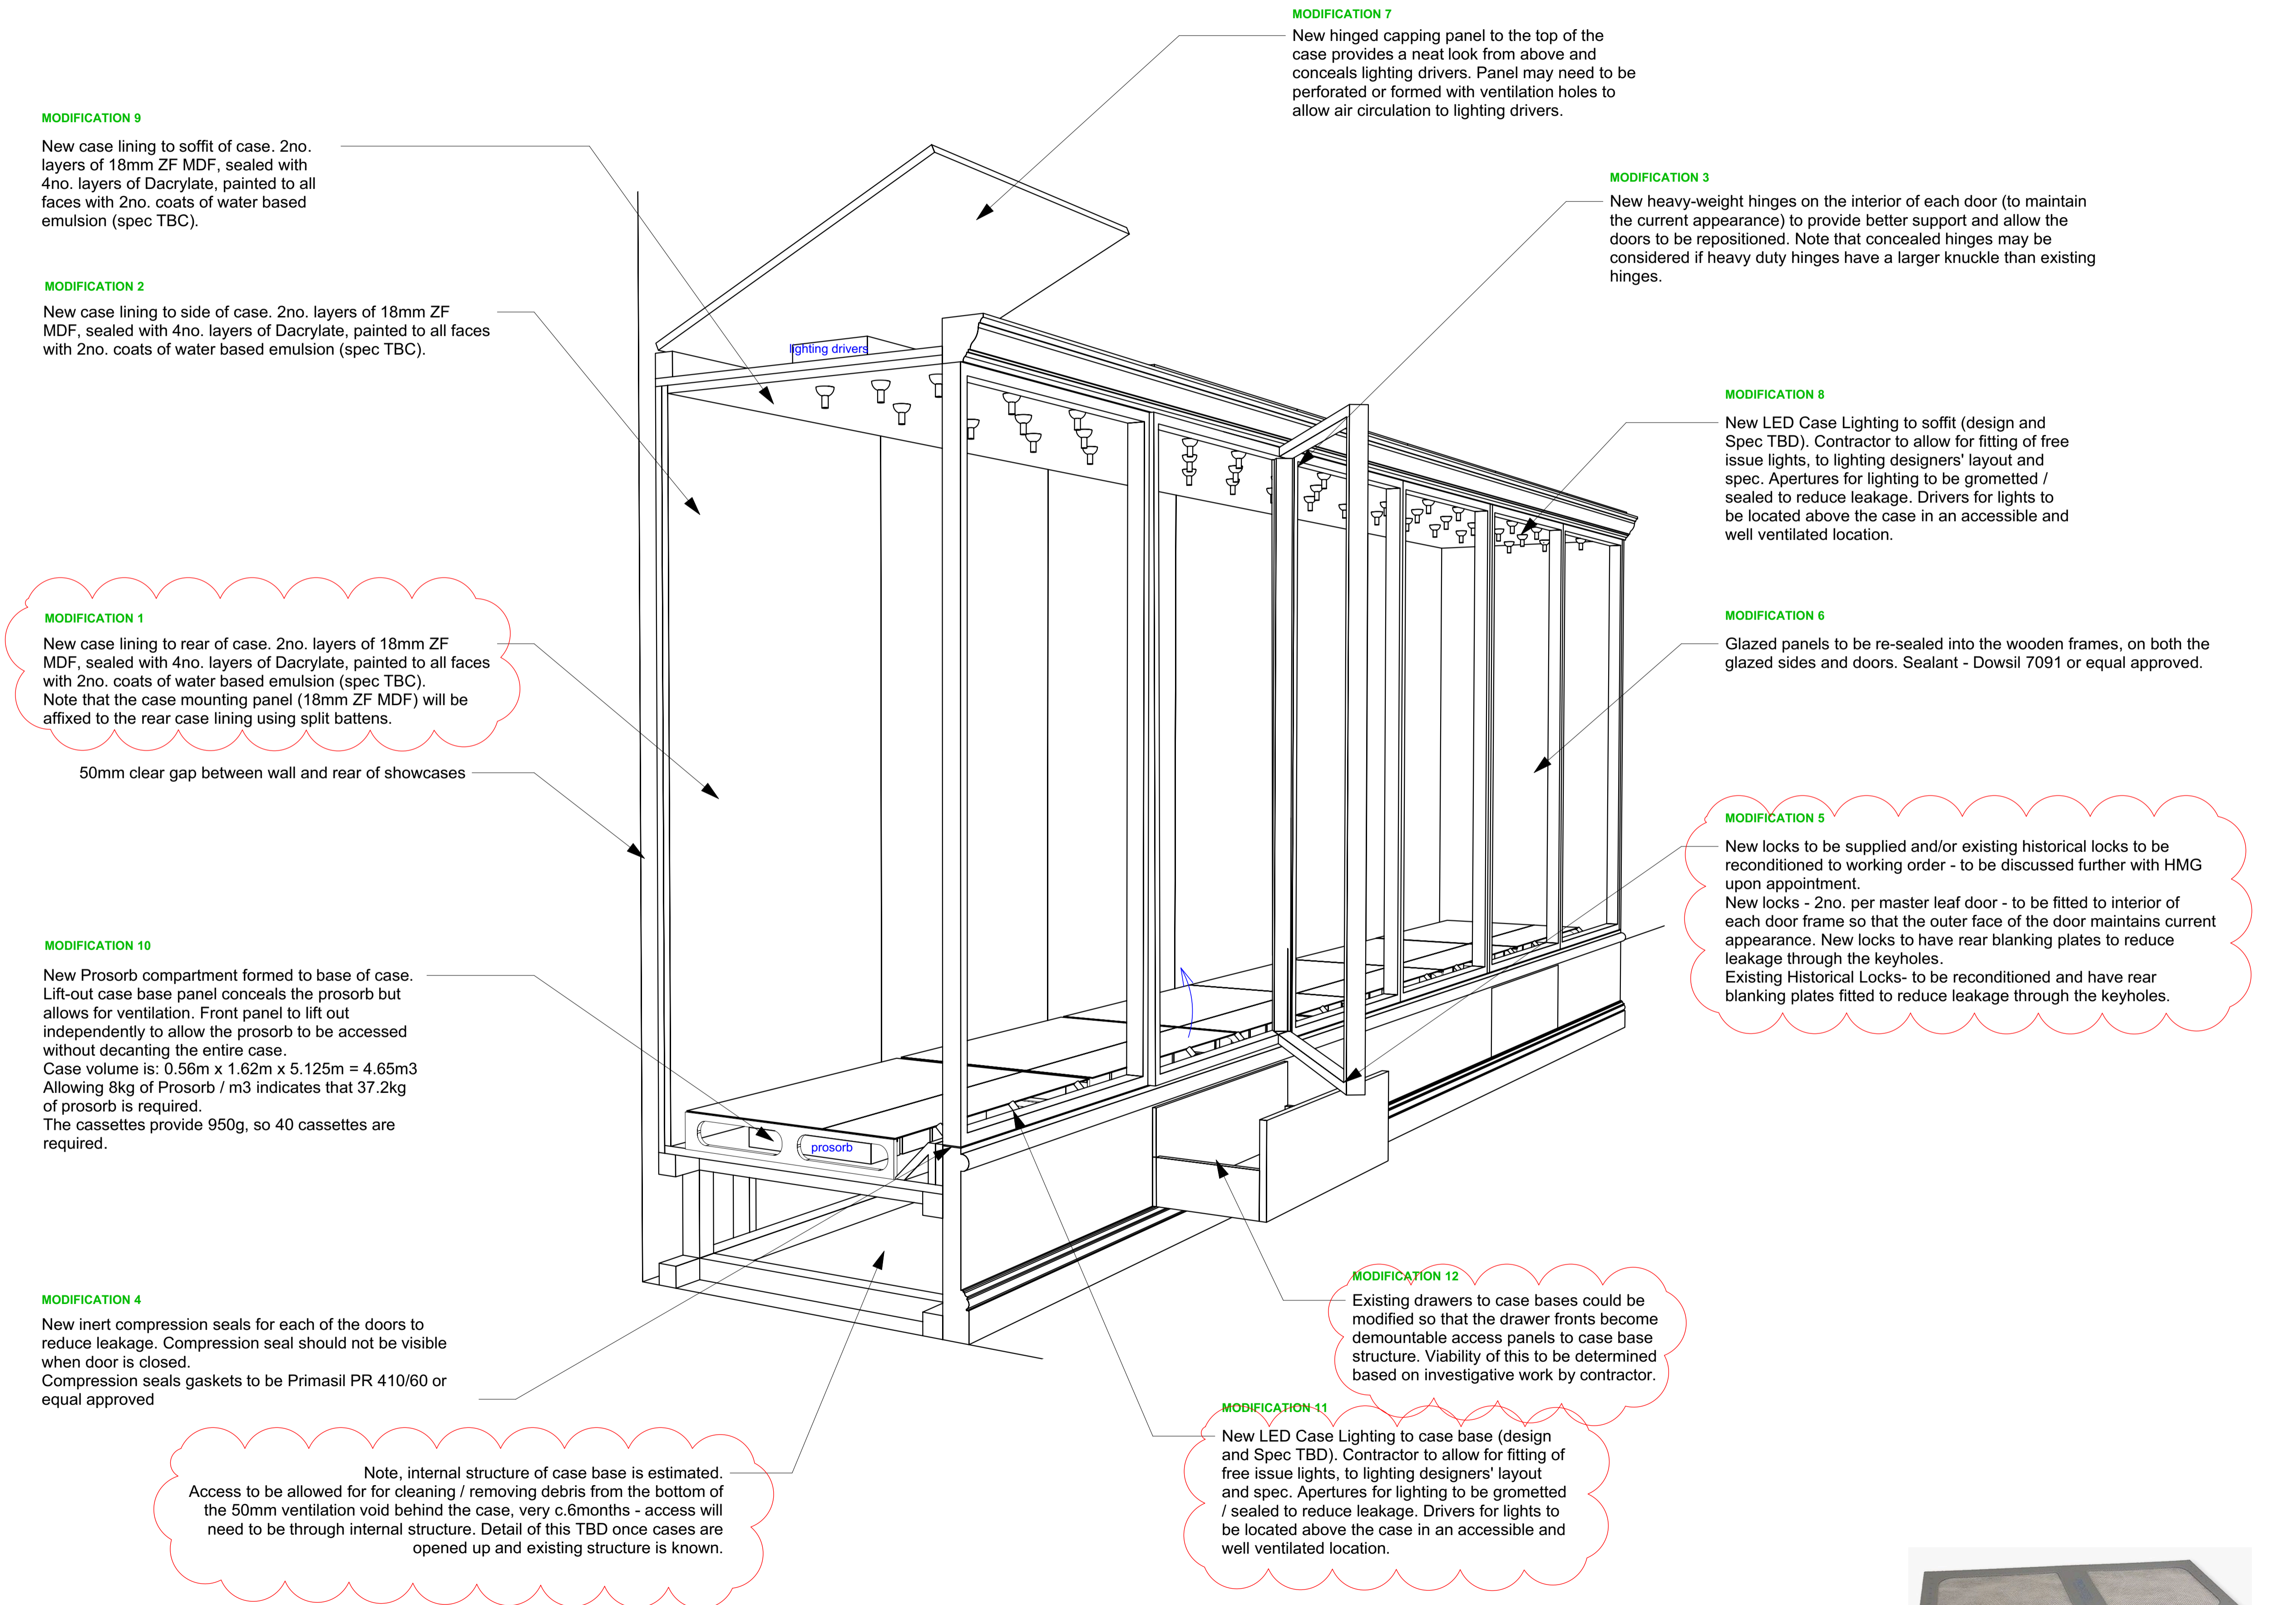 MODIFICATION 7
New hinged capping panel to the top of the
case provides a neat look from above and
conceals lighting drivers. Panel may need to be
perforated or formed with ventilation holes to
allow air circulation to lighting drivers.
MODIFICATION 9
New case lining to soffit of case. 2no.
layers of 18mm ZF MDF, sealed with
4no. layers of Dacrylate, painted to all
faces with 2no. coats of water based
emulsion (spec TBC).
MODIFICATION 3
New heavy-weight hinges on the interior of each door (to maintain
the current appearance) to provide better support and allow the
doors to be repositioned. Note that concealed hinges may be
considered if heavy duty hinges have a larger knuckle than existing
hinges.
MODIFICATION 2
New case lining to side of case. 2no. layers of 18mm ZF
MDF, sealed with 4no. layers of Dacrylate, painted to all faces
with 2no. coats of water based emulsion (spec TBC).
lighting drivers
MODIFICATION 8
New LED Case Lighting to soffit (design and
Spec TBD). Contractor to allow for fitting of free
issue lights, to lighting designers' layout and
spec. Apertures for lighting to be grometted /
sealed to reduce leakage. Drivers for lights to
be located above the case in an accessible and
well ventilated location.
MODIFICATION 1
New case lining to rear of case. 2no. layers of 18mm ZF
MDF, sealed with 4no. layers of Dacrylate, painted to all faces
with 2no. coats of water based emulsion (spec TBC).
Note that the case mounting panel (18mm ZF MDF) will be
affixed to the rear case lining using split battens.
MODIFICATION 6
Glazed panels to be re-sealed into the wooden frames, on both the
glazed sides and doors. Sealant - Dowsil 7091 or equal approved.
50mm clear gap between wall and rear of showcases
MODIFICATION 5
New locks to be supplied and/or existing historical locks to be
reconditioned to working order - to be discussed further with HMG
upon appointment.
New locks - 2no. per master leaf door - to be fitted to interior of
each door frame so that the outer face of the door maintains current
appearance. New locks to have rear blanking plates to reduce
leakage through the keyholes.
Existing Historical Locks- to be reconditioned and have rear
blanking plates fitted to reduce leakage through the keyholes.
MODIFICATION 10
New Prosorb compartment formed to base of case.
Lift-out case base panel conceals the prosorb but
allows for ventilation. Front panel to lift out
independently to allow the prosorb to be accessed
without decanting the entire case.
Case volume is: 0.56m x 1.62m x 5.125m = 4.65m3
Allowing 8kg of Prosorb / m3 indicates that 37.2kg
of prosorb is required.
The cassettes provide 950g, so 40 cassettes are
required.
prosorb
MODIFICATION 4
New inert compression seals for each of the doors to
reduce leakage. Compression seal should not be visible
when door is closed.
Compression seals gaskets to be Primasil PR 410/60 or
equal approved
MODIFICATION 12
Existing drawers to case bases could be
modified so that the drawer fronts become
demountable access panels to case base
structure. Viability of this to be determined
based on investigative work by contractor.
MODIFICATION 11
New LED Case Lighting to case base (design
and Spec TBD). Contractor to allow for fitting of
free issue lights, to lighting designers' layout
and spec. Apertures for lighting to be grometted
/ sealed to reduce leakage. Drivers for lights to
be located above the case in an accessible and
well ventilated location.
Note, internal structure of case base is estimated.
Access to be allowed for for cleaning / removing debris from the bottom of
the 50mm ventilation void behind the case, very c.6months - access will
need to be through internal structure. Detail of this TBD once cases are
opened up and existing structure is known.